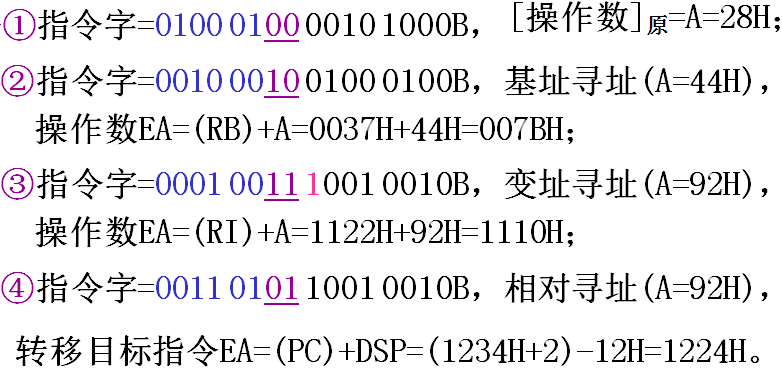 ①指令字=0100 0100 0010 1000B，[操作数]原=A=28H；
②指令字=0010 0010 0100 0100B，基址寻址(A=44H)，
操作数EA=(RB)+A=0037H+44H=007BH；
③指令字=0001 0011 1001 0010B，变址寻址(A=92H)，
操作数EA=(RI)+A=1122H+92H=1110H；
④指令字=0011 0101 1001 0010B，相对寻址(A=92H)，
转移目标指令EA=(PC)+DSP=(1234H+2)-12H=1224H。